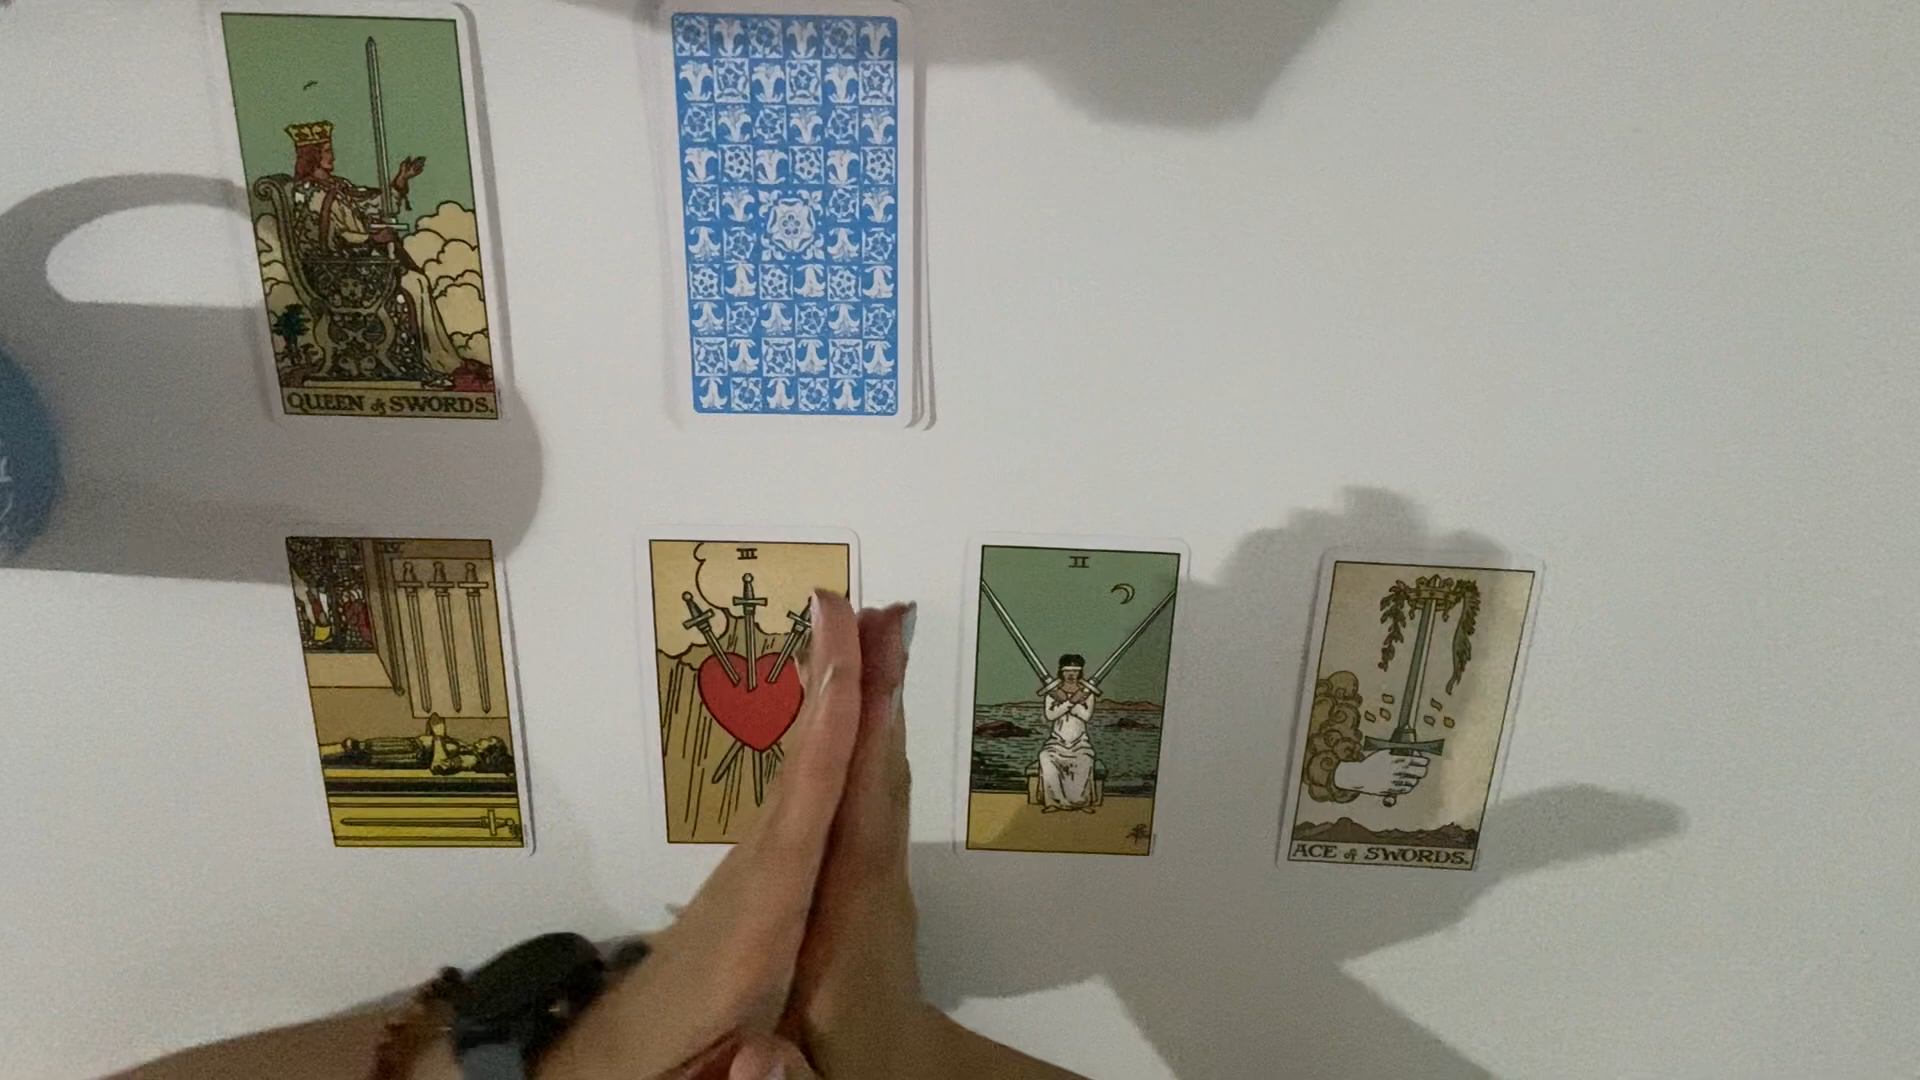 QUEEN of SWORDS.
IV
III
II
ACE of SWORDS.